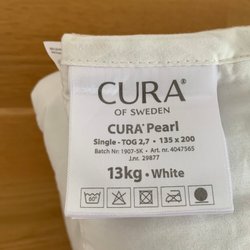 CURA®
OF SWEDEN
CURA® Pearl
Single - TOG 2,7 • 135 x 200
Batch Nr: 1907-SK • Art. nr: 4047565
J.nr. 29877
13kg • White
60°